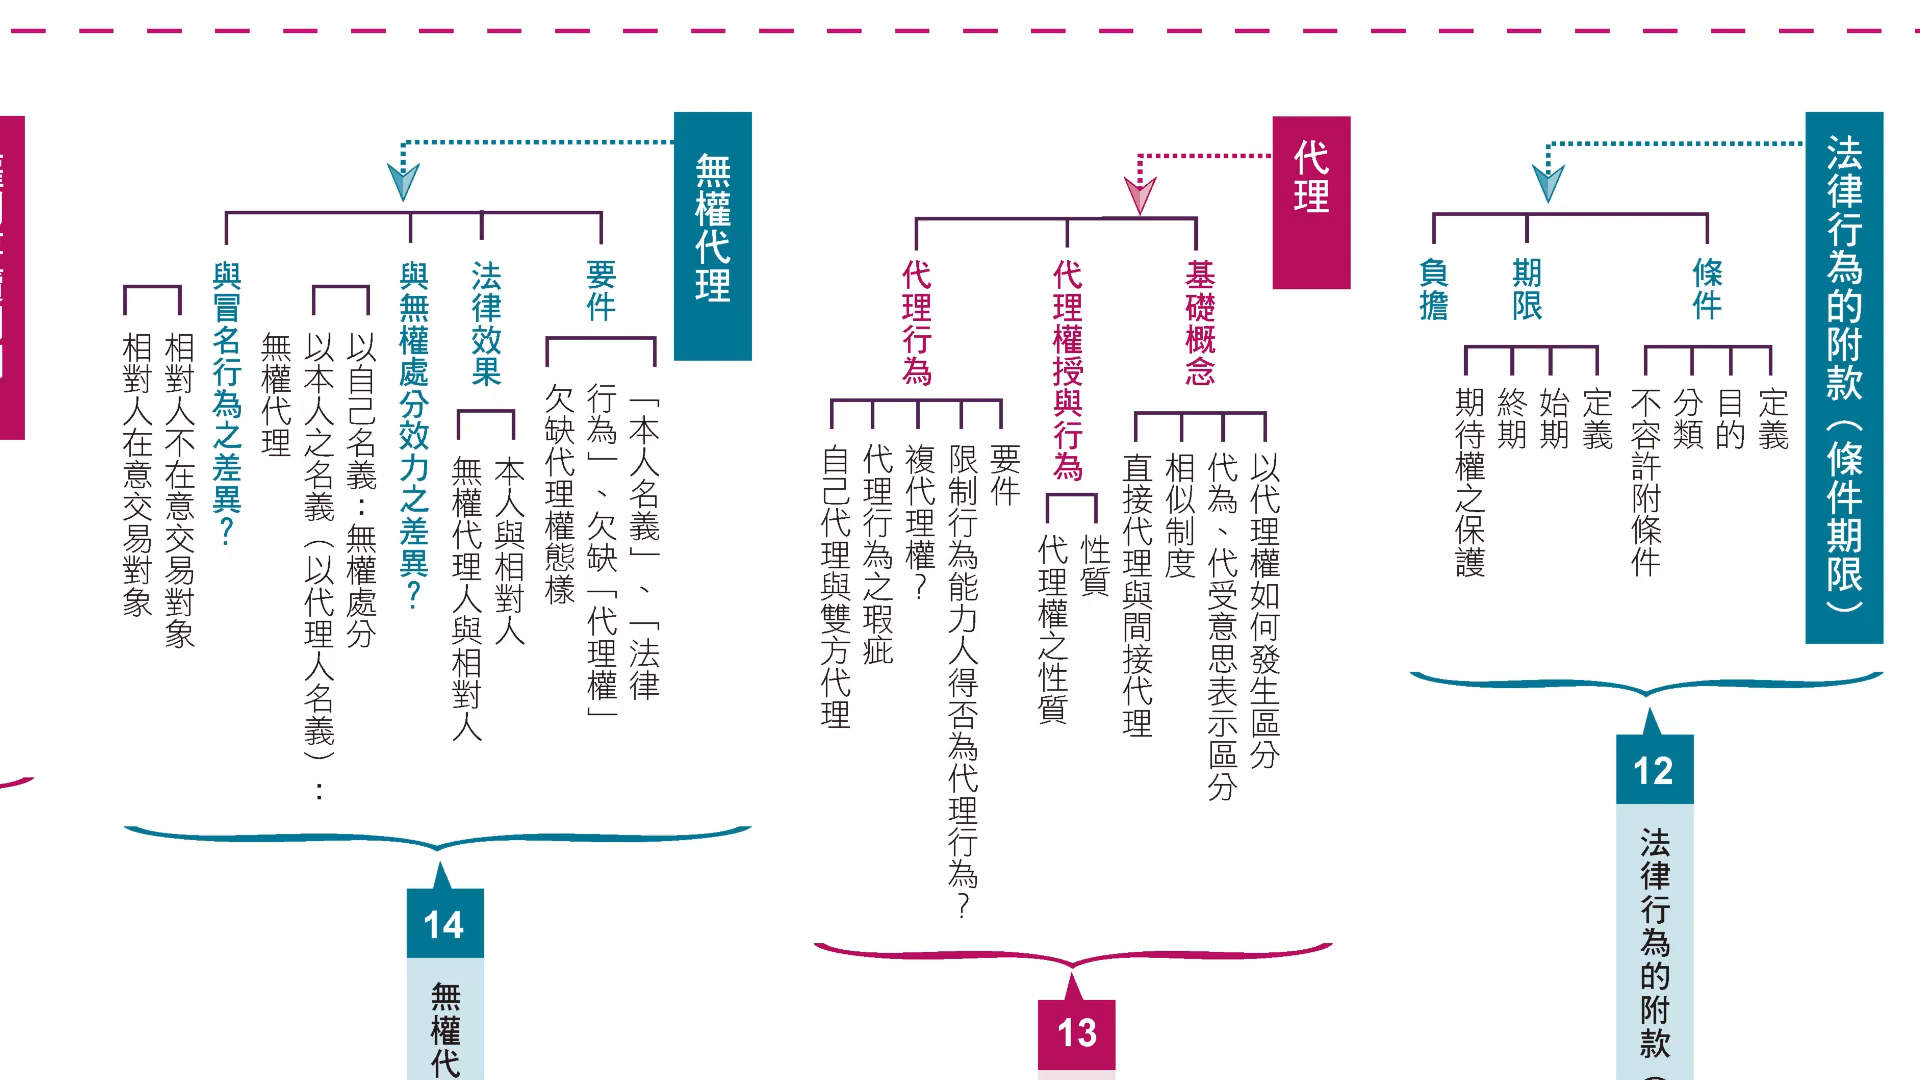 法律行為的附款（條件期限）
條件
定義
目的
分類
不容許附條件
期限
定義
始期
終期
期待權之保護
負擔
12
法律行為的附款
代理
基礎概念
以代理權如何發生區分
代為、代受意思表示區分
相似制度
直接代理與間接代理
代理權授與行為
性質
代理權之性質
代理行為
要件
限制行為能力人得否為代理行為？
複代理權？
代理行為之瑕疵
自己代理與雙方代理
13
無權代理
要件
「本人名義」、「法律
行為」、欠缺「代理權」
欠缺代理權態樣
法律效果
本人與相對人
無權代理人與相對人
與無權處分效力之差異？
以自己名義：無權處分
以本人之名義（以代理人名義）：
無權代理
與冒名行為之差異？
相對人不在意交易對象
相對人在意交易對象
14
無權代